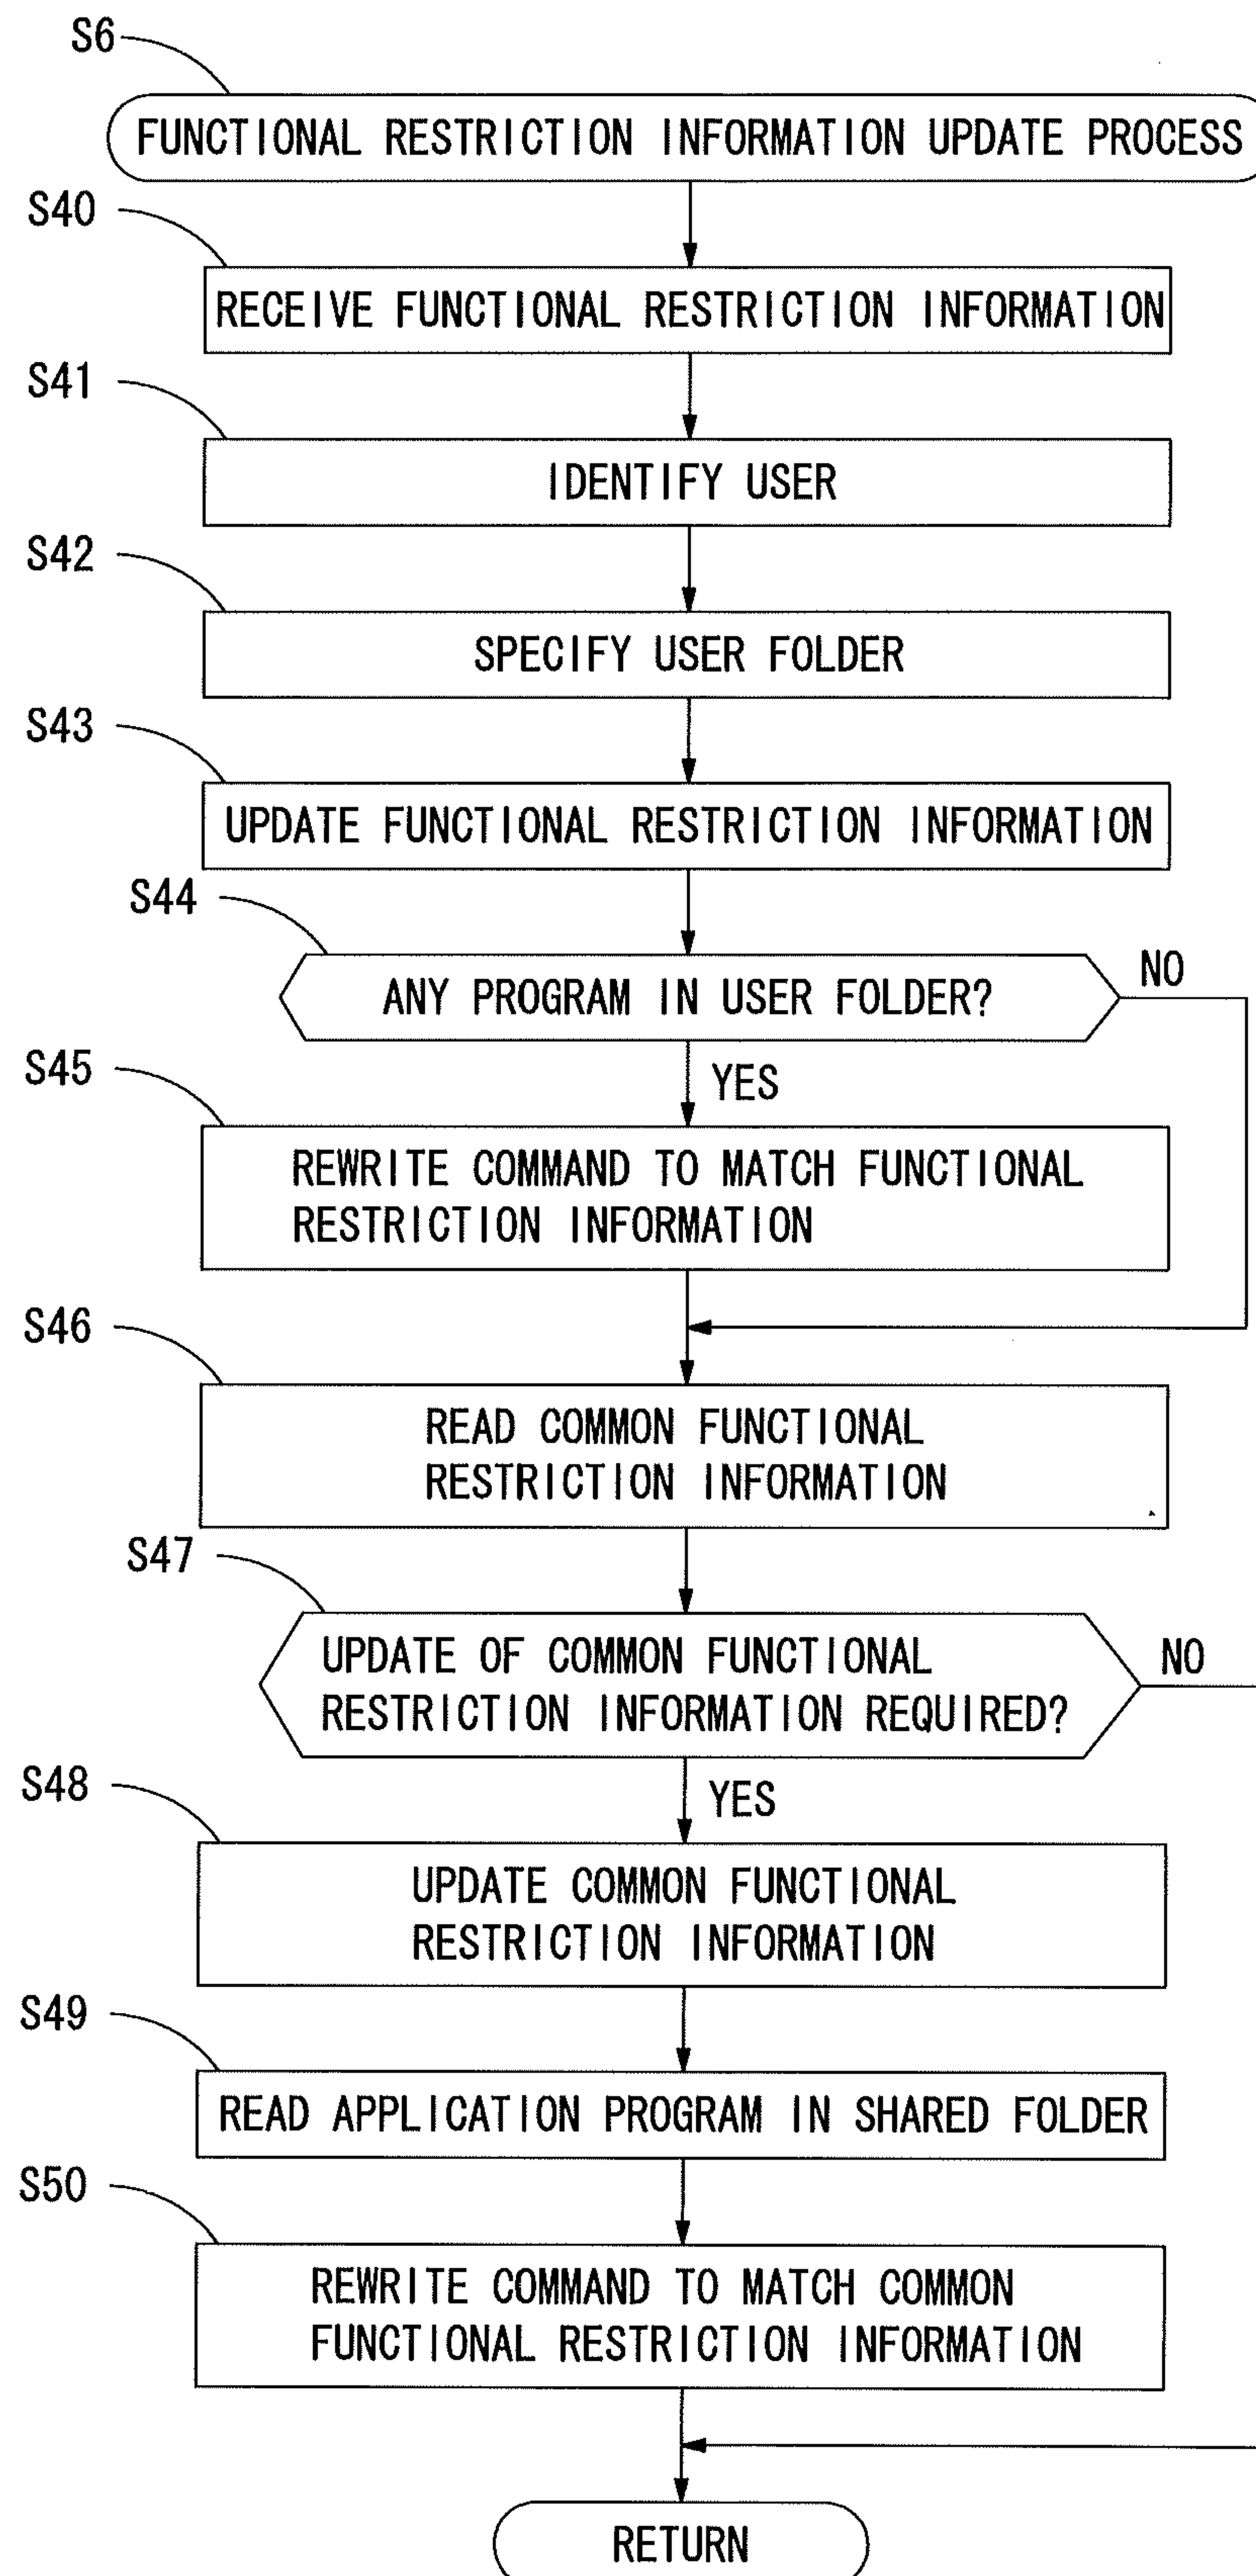 S6
FUNCTIONAL RESTRICTION INFORMATION UPDATE PROCESS
S40
RECEIVE FUNCTIONAL RESTRICTION INFORMATION
S41
IDENTIFY USER
S42
SPECIFY USER FOLDER
S43
UPDATE FUNCTIONAL RESTRICTION INFORMATION
S44
ANY PROGRAM IN USER FOLDER?
NO
S45
YES
REWRITE COMMAND TO MATCH FUNCTIONAL
RESTRICTION INFORMATION
S46
READ COMMON FUNCTIONAL
RESTRICTION INFORMATION
S47
UPDATE OF COMMON FUNCTIONAL
RESTRICTION INFORMATION REQUIRED?
NO
S48
YES
UPDATE COMMON FUNCTIONAL
RESTRICTION INFORMATION
S49
READ APPLICATION PROGRAM IN SHARED FOLDER
S50
REWRITE COMMAND TO MATCH COMMON
FUNCTIONAL RESTRICTION INFORMATION
RETURN